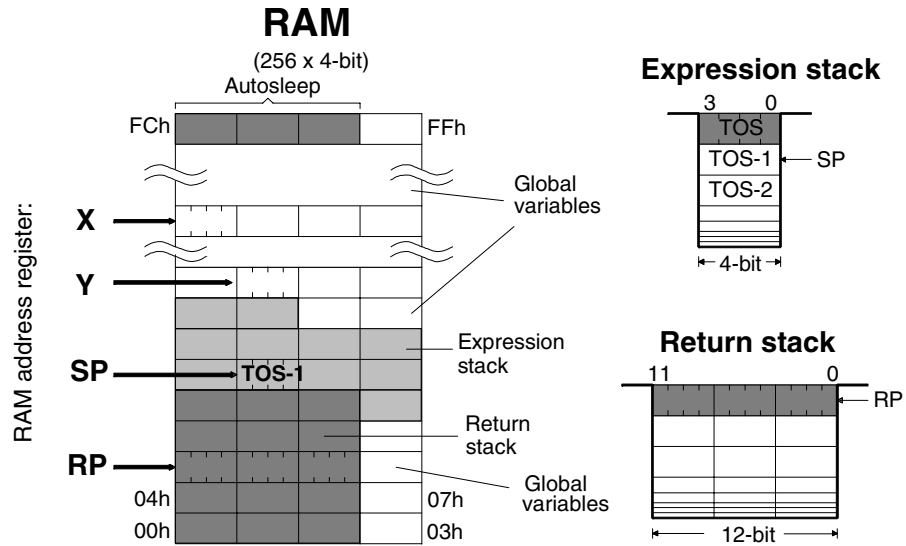 RAM
(256 x 4-bit)
Autosleep
FCh
FFh
RAM address register:
X
Y
SP
TOS-1
RP
04h
00h
07h
03h
Global
variables
Expression
stack
Return
stack
Global
variables
Expression stack
3
0
TOS
TOS-1
SP
TOS-2
4-bit
Return stack
11
0
RP
12-bit